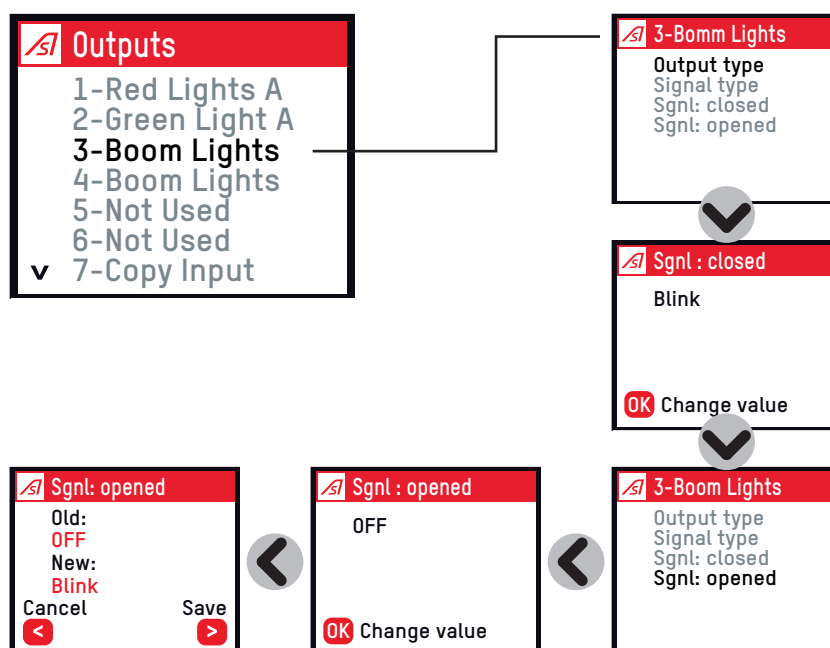 Outputs
1-Red Lights A
2-Green Light A
3-Boom Lights
4-Boom Lights
5-Not Used
6-Not Used
v 7-Copy Input
3-Bomm Lights
Output type
Signal type
Sgnl: closed
Sgnl: opened
Sgnl : closed
Blink
OK Change value
3-Boom Lights
Output type
Signal type
Sgnl: closed
Sgnl: opened
Sgnl : opened
OFF
OK Change value
Sgnl: opened
Old:
OFF
New:
Blink
Cancel Save
< >